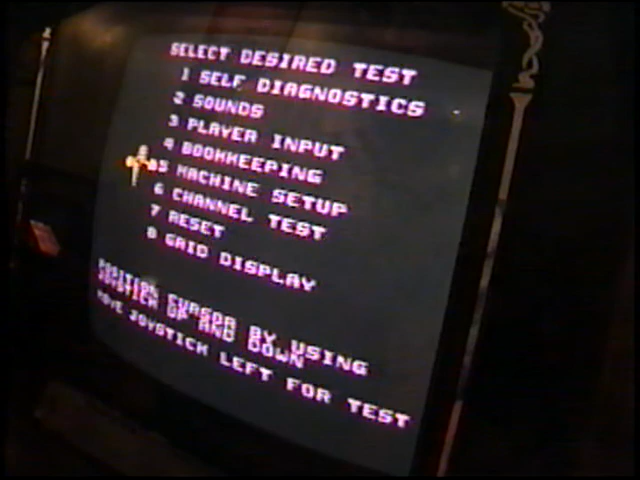 SELECT DESIRED TEST
1 SELF DIAGNOSTICS
2 SOUNDS
3 PLAYER INPUT
4 BOOKKEEPING
5 MACHINE SETUP
6 CHANNEL TEST
7 RESET
8 GRID DISPLAY
POSITION CURSOR BY USING
JOYSTICK UP AND DOWN
MOVE JOYSTICK LEFT FOR TEST